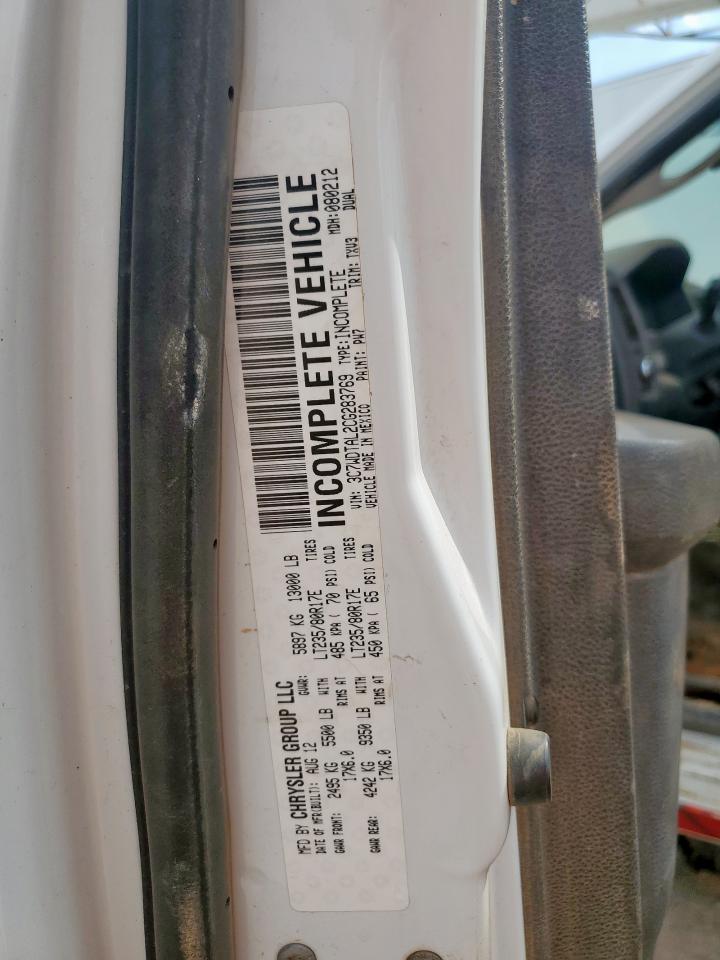 MFD BY CHRYSLER GROUP LLC
DATE OF MFR(BUILT): AUG 12 GVWR: 5897 KG 13000 LB
GAWR FRONT: 2495 KG 5500 LB WITH LT235/80R17E TIRES
17X6.0 RIMS AT 485 KPA ( 70 PSI) COLD
GAWR REAR: 4242 KG 9350 LB WITH LT235/80R17E TIRES
17X6.0 RIMS AT 450 KPA ( 65 PSI) COLD
INCOMPLETE VEHICLE
VIN: 3C7WDTAL2CG283769 TYPE:INCOMPLETE MDH:080212
VEHICLE MADE IN MEXICO PAINT: PW7 TRIM: TXV3 DUAL